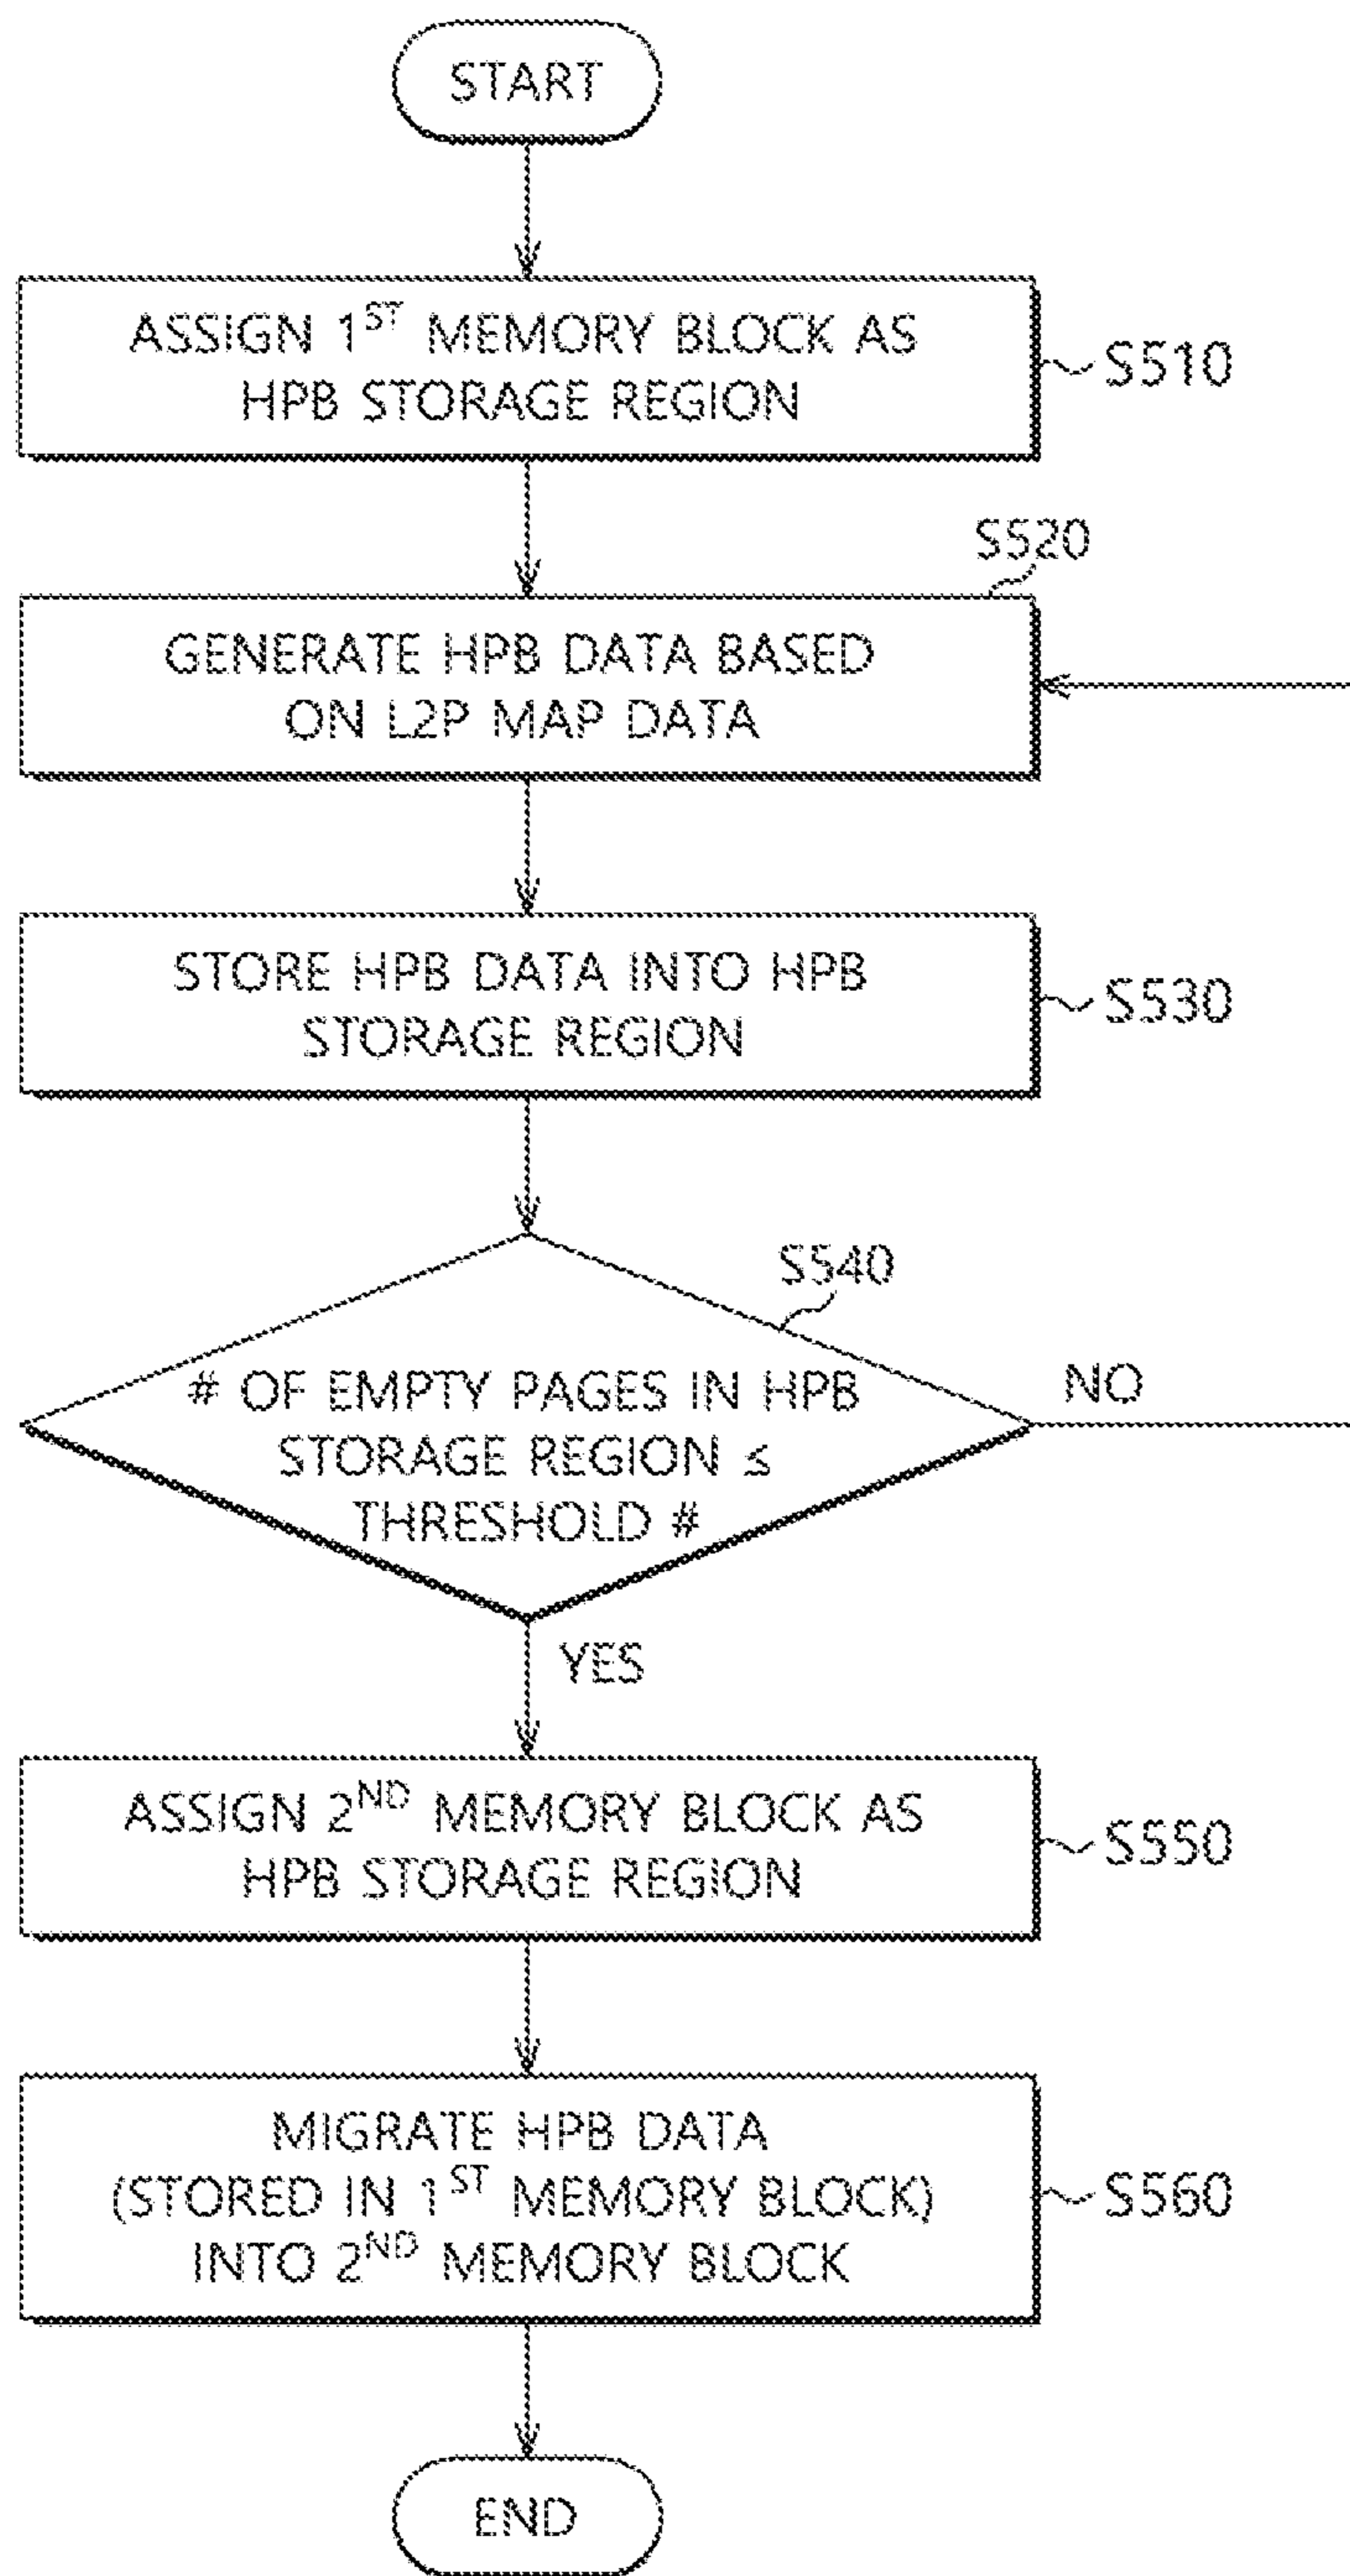 START
ASSIGN 1ST MEMORY BLOCK AS
HPB STORAGE REGION
S510
S520
GENERATE HPB DATA BASED
ON L2P MAP DATA
STORE HPB DATA INTO HPB
STORAGE REGION
S530
S540
# OF EMPTY PAGES IN HPB
STORAGE REGION ≤
THRESHOLD #
NO
YES
ASSIGN 2ND MEMORY BLOCK AS
HPB STORAGE REGION
S550
MIGRATE HPB DATA
(STORED IN 1ST MEMORY BLOCK)
INTO 2ND MEMORY BLOCK
S560
END